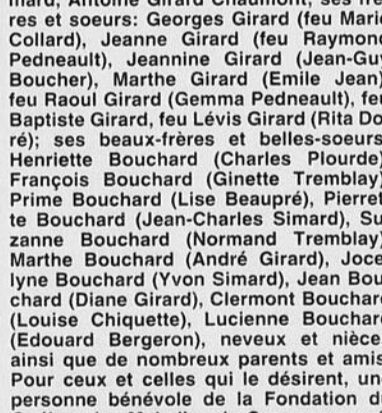 Antoine Girard Chaumont, ses frè-
res et soeurs: Georges Girard (feu Marie
Collard), Jeanne Girard (feu Raymond
Pedneault), Jeannine Girard (Jean-Guy
Boucher), Marthe Girard (Emile Jean)
feu Raoul Girard (Gemma Pedneault), feu
Baptiste Girard, feu Lévis Girard (Rita Do-
ré); ses beaux-frères et belles-soeurs
Henriette Bouchard (Charles Plourde)
François Bouchard (Ginette Tremblay)
Prime Bouchard (Lise Beaupré), Pierret-
te Bouchard (Jean-Charles Simard), Su-
zanne Bouchard (Normand Tremblay)
Marthe Bouchard (André Girard), Joce-
lyne Bouchard (Yvon Simard), Jean Bou-
chard (Diane Girard), Clermont Bouchard
(Louise Chiquette), Lucienne Bouchard
(Edouard Bergeron), neveux et nièce
ainsi que de nombreux parents et amis
Pour ceux et celles qui le désirent, un
personne bénévole de la Fondation d